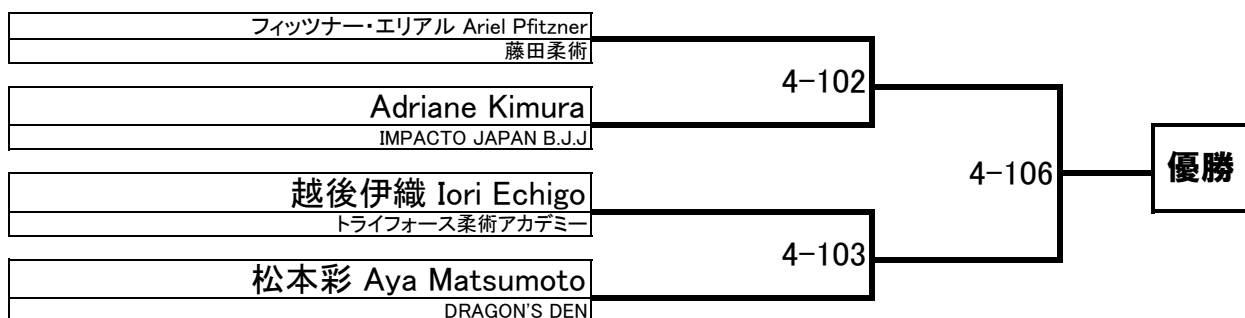 フィッツナー・エリアル Ariel Pfitzner
藤田柔術
4-102
Adriane Kimura
IMPACTO JAPAN B.J.J
4-106
優勝
越後伊織 Iori Echigo
トライフォース柔術アカデミー
4-103
松本彩 Aya Matsumoto
DRAGON'S DEN